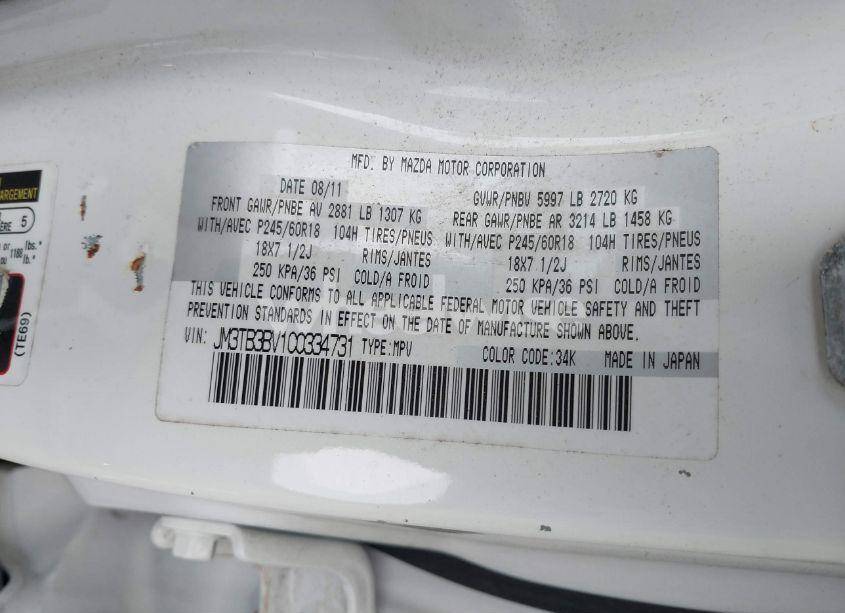 MFD. BY MAZDA MOTOR CORPORATION
DATE 08/11 GVWR/PNBV 5997 LB 2720 KG
FRONT GAWR/PNBE AV 2881 LB 1307 KG REAR GAWR/PNBE AR 3214 LB 1458 KG
WITH/AVEC P245/60R18 104H TIRES/PNEUS WITH/AVEC P245/60R18 104H TIRES/PNEUS
18X7 1/2J RIMS/JANTES 18X7 1/2J RIMS/JANTES
250 KPA/36 PSI COLD/A FROID 250 KPA/36 PSI COLD/A FROID
THIS VEHICLE CONFORMS TO ALL APPLICABLE FEDERAL MOTOR VEHICLE SAFETY AND THEFT
PREVENTION STANDARDS IN EFFECT ON THE DATE OF MANUFACTURE SHOWN ABOVE.
VIN: JM3TB3BV1C0334731 TYPE:MPV COLOR CODE:34K MADE IN JAPAN
ARGEMENT
5
lbs.
(TE69)